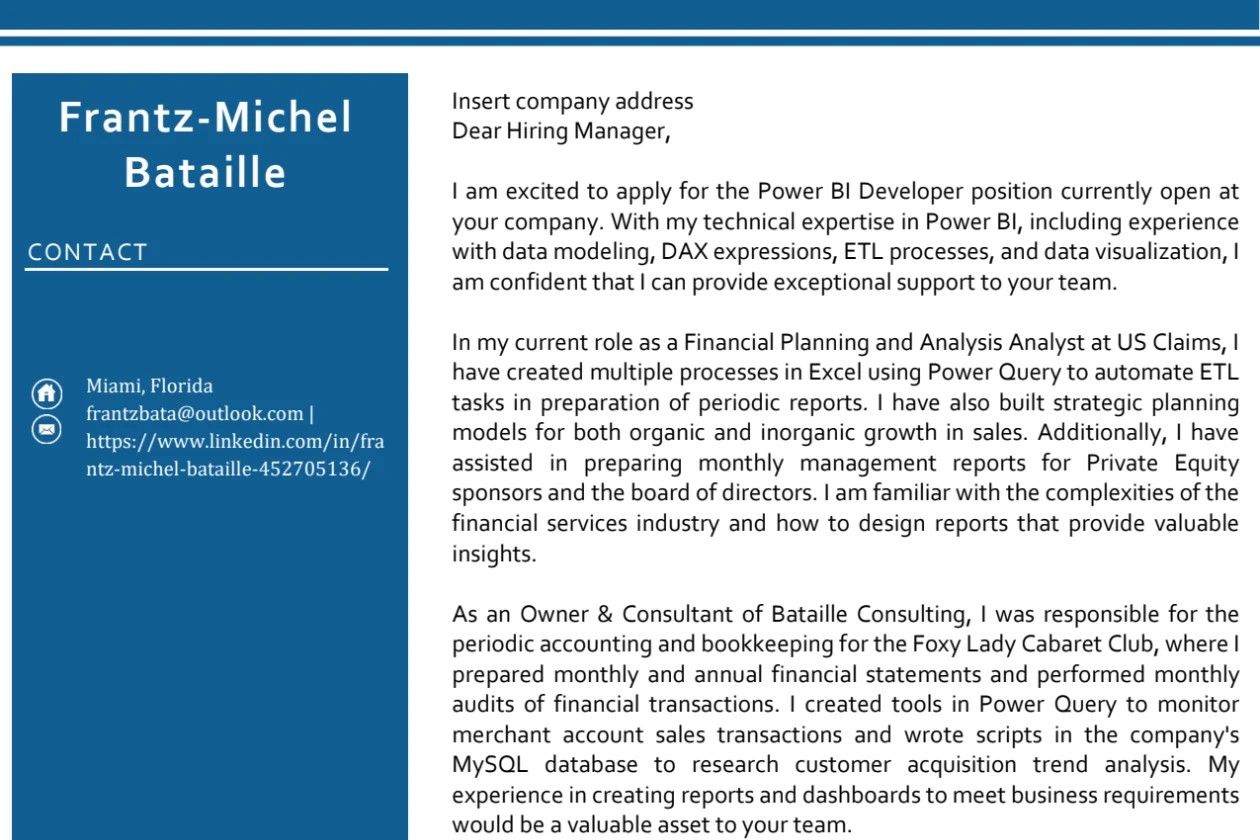 Frantz-Michel
Bataille
CONTACT
Miami, Florida
frantzbata@outlook.com |
https://www.linkedin.com/in/fra
ntz-michel-bataille-452705136/
Insert company address
Dear Hiring Manager,
I am excited to apply for the Power BI Developer position currently open at
your company. With my technical expertise in Power BI, including experience
with data modeling, DAX expressions, ETL processes, and data visualization, I
am confident that I can provide exceptional support to your team.
In my current role as a Financial Planning and Analysis Analyst at US Claims, I
have created multiple processes in Excel using Power Query to automate ETL
tasks in preparation of periodic reports. I have also built strategic planning
models for both organic and inorganic growth in sales. Additionally, I have
assisted in preparing monthly management reports for Private Equity
sponsors and the board of directors. I am familiar with the complexities of the
financial services industry and how to design reports that provide valuable
insights.
As an Owner & Consultant of Bataille Consulting, I was responsible for the
periodic accounting and bookkeeping for the Foxy Lady Cabaret Club, where I
prepared monthly and annual financial statements and performed monthly
audits of financial transactions. I created tools in Power Query to monitor
merchant account sales transactions and wrote scripts in the company's
MySQL database to research customer acquisition trend analysis. My
experience in creating reports and dashboards to meet business requirements
would be a valuable asset to your team.